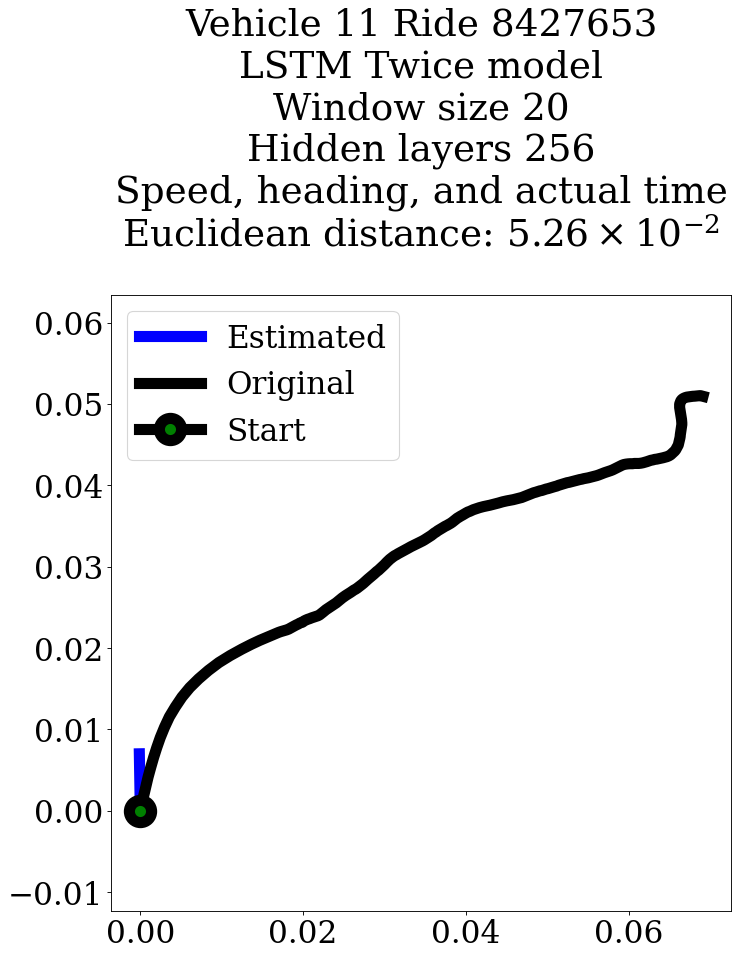 Vehicle 11 Ride 8427653
LSTM Twice model
Window size 20
Hidden layers 256
Speed, heading, and actual time
Euclidean distance: 5.26 × 10⁻²
0.06
0.05
0.04
0.03
0.02
0.01
0.00
−0.01
Estimated
Original
Start
0.00 0.02 0.04 0.06